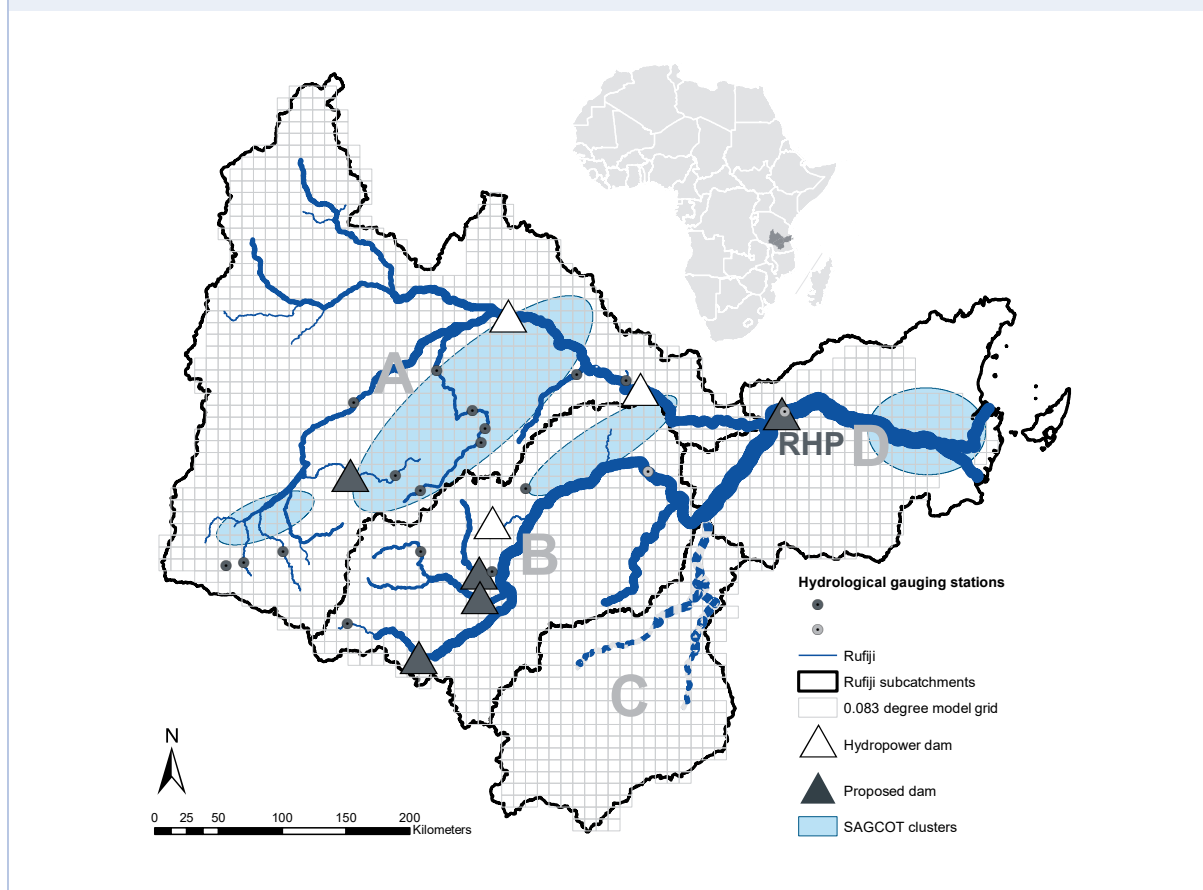 A
RHP
D
B
C
Hydrological gauging stations
Rufiji
Rufiji subcatchments
0.083 degree model grid
Hydropower dam
Proposed dam
SAGCOT clusters
N
0 25 50 100 150 200
Kilometers